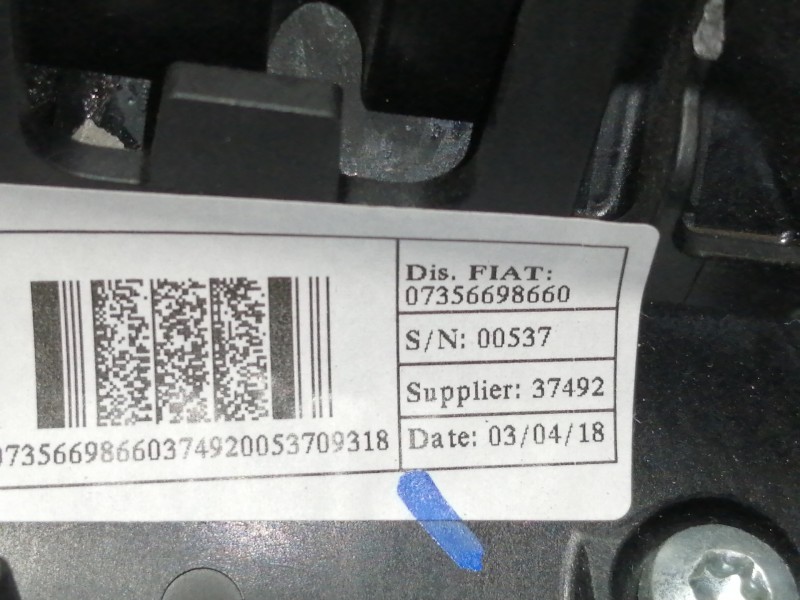 Dis. FIAT:
07356698660
S/N: 00537
Supplier: 37492
Date: 03/04/18
07356698660374920053709318